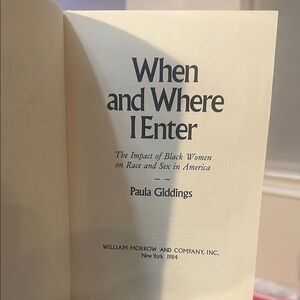 When
and Where
I Enter
The Impact of Black Women
on Race and Sex in America
Paula Giddings
WILLIAM MORROW AND COMPANY, INC.
New York 1984